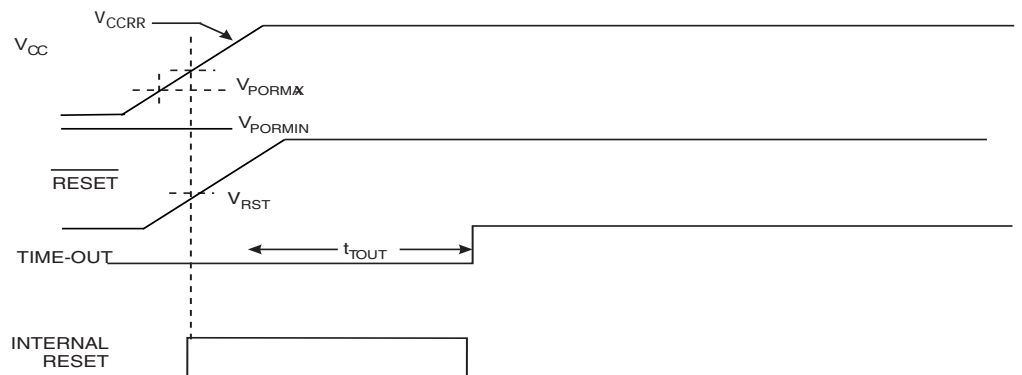 VCCRR
VCC
VPORMAX
VPORMIN
RESET
VRST
TIME-OUT
tTOUT
INTERNAL
RESET